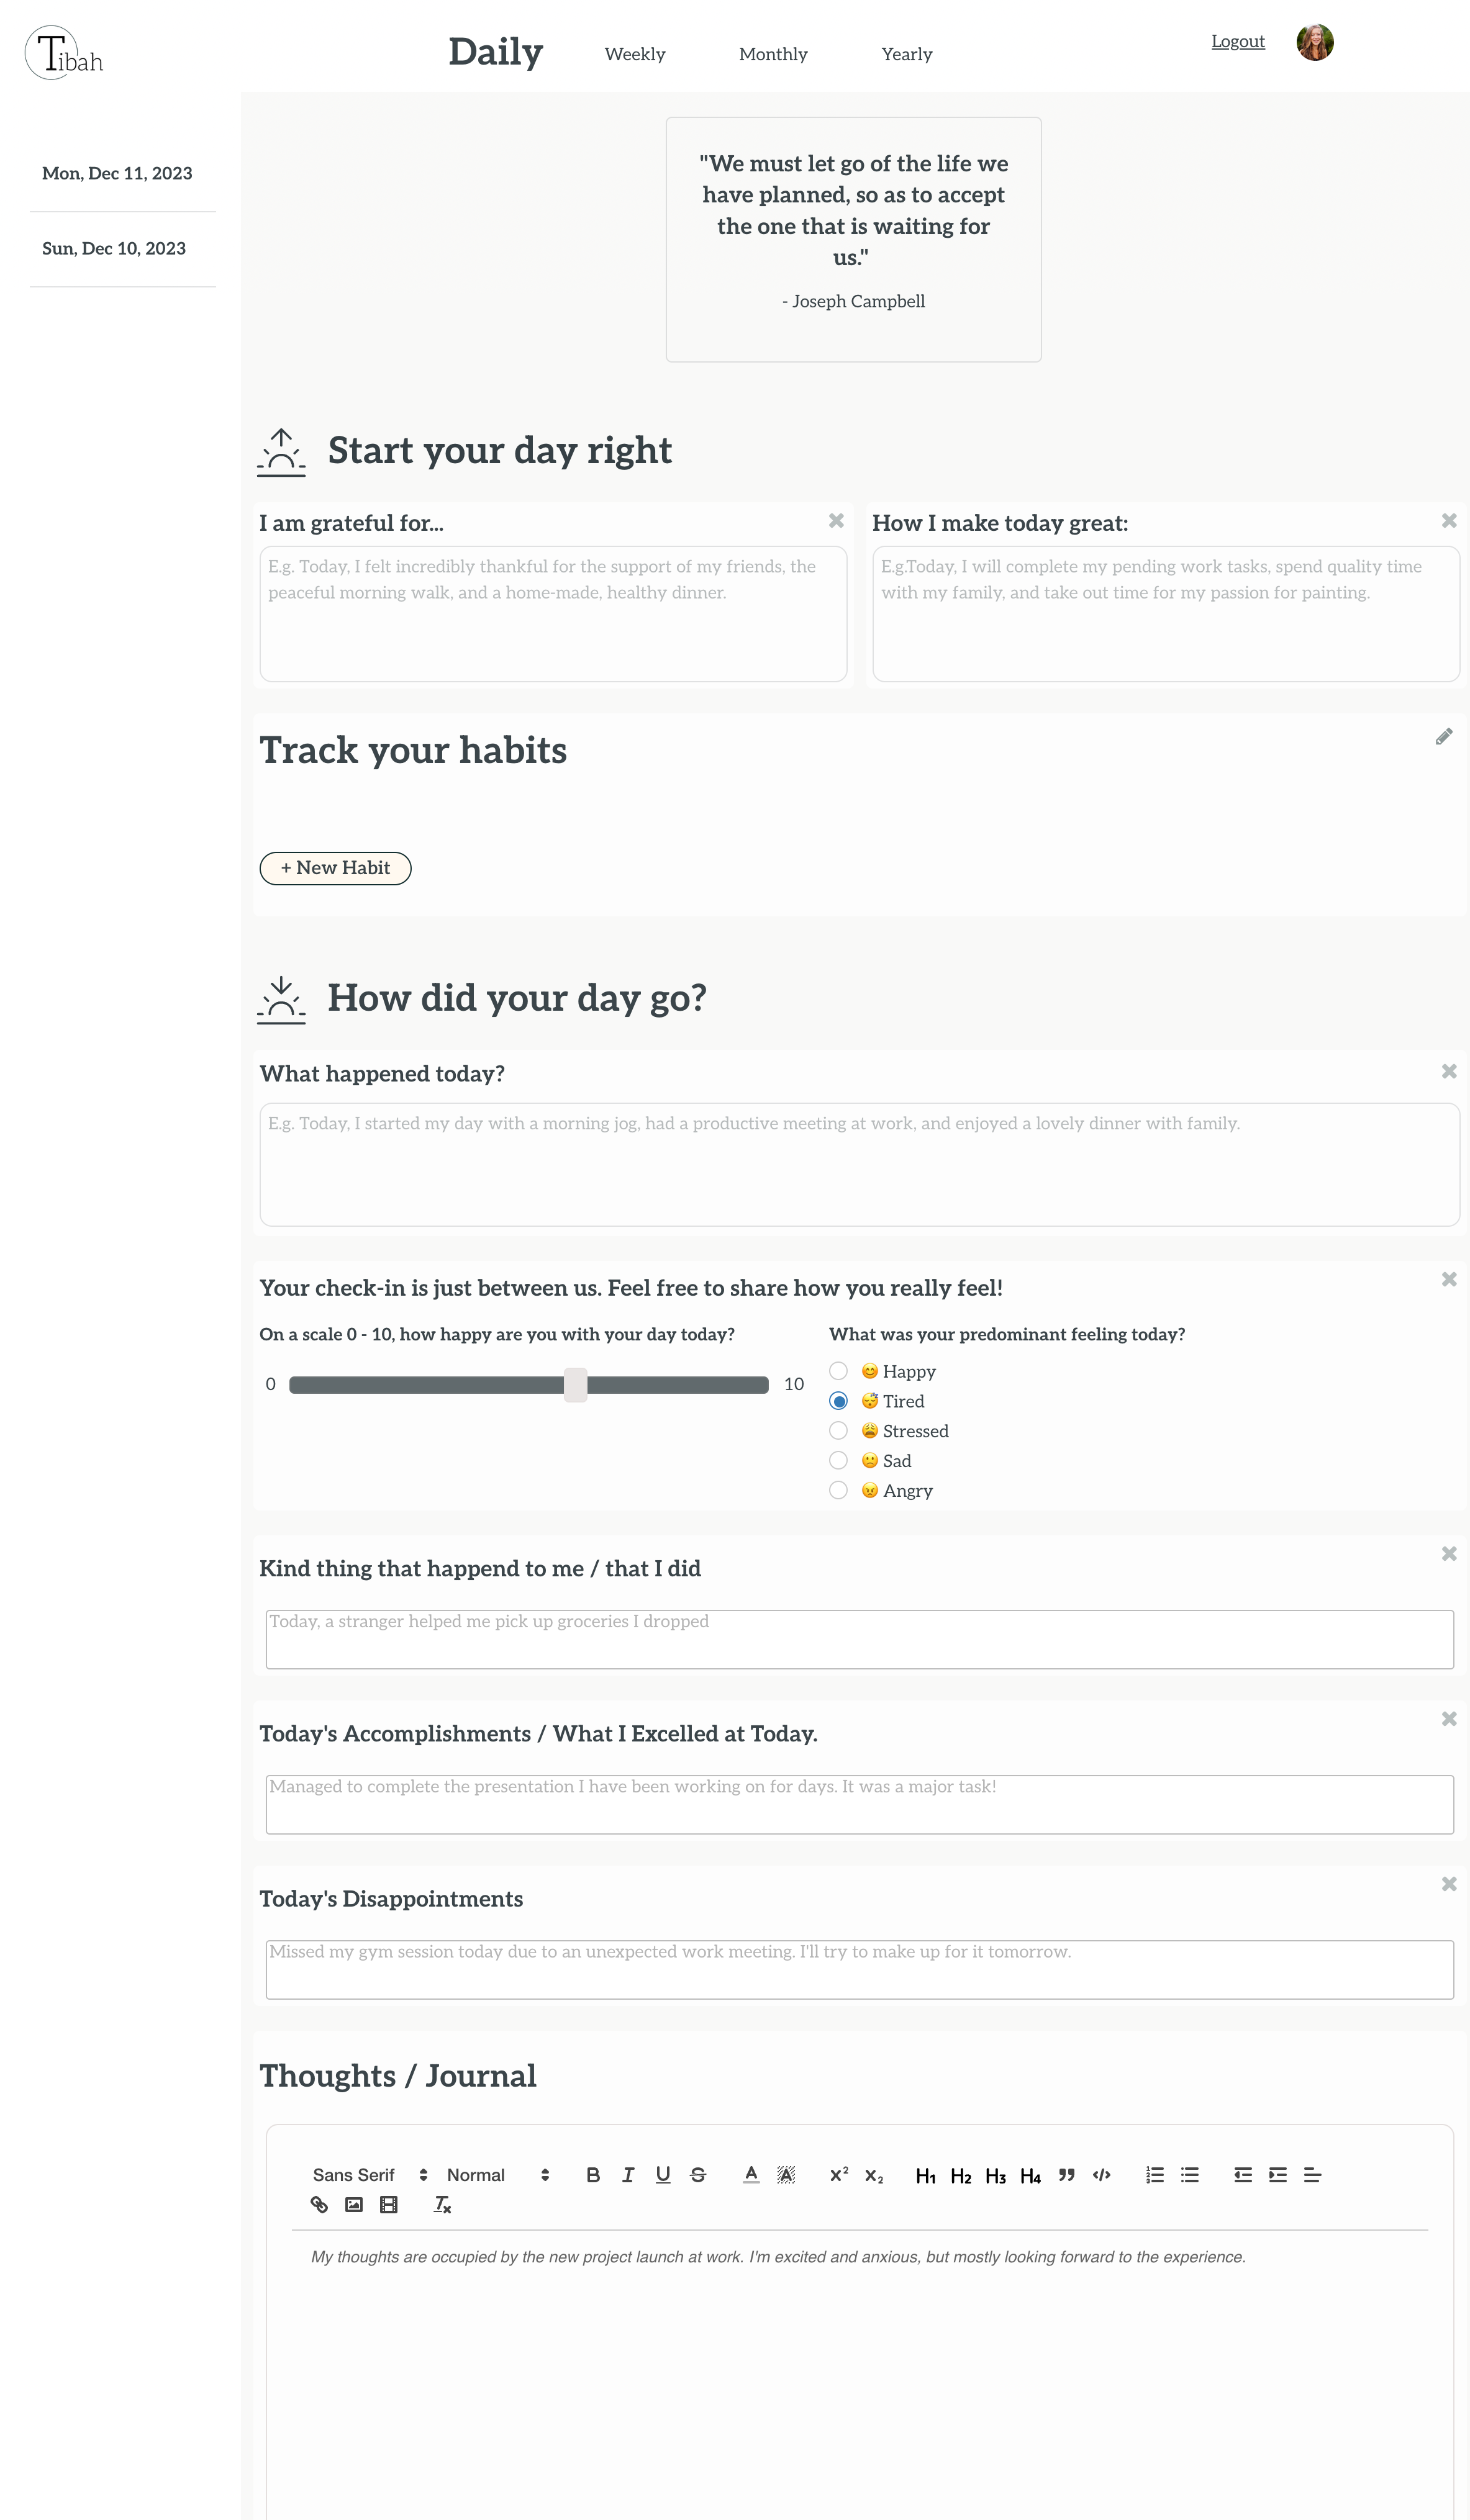 Tibah
Daily
Weekly
Monthly
Yearly
Logout
Mon, Dec 11, 2023
Sun, Dec 10, 2023
"We must let go of the life we
have planned, so as to accept
the one that is waiting for
us."
- Joseph Campbell
Start your day right
I am grateful for...
E.g. Today, I felt incredibly thankful for the support of my friends, the
peaceful morning walk, and a home-made, healthy dinner.
How I make today great:
E.g.Today, I will complete my pending work tasks, spend quality time
with my family, and take out time for my passion for painting.
Track your habits
+ New Habit
How did your day go?
What happened today?
E.g. Today, I started my day with a morning jog, had a productive meeting at work, and enjoyed a lovely dinner with family.
Your check-in is just between us. Feel free to share how you really feel!
On a scale 0 - 10, how happy are you with your day today?
0
10
What was your predominant feeling today?
😊 Happy
😴 Tired
😩 Stressed
🙁 Sad
😠 Angry
Kind thing that happend to me / that I did
Today, a stranger helped me pick up groceries I dropped
Today's Accomplishments / What I Excelled at Today.
Managed to complete the presentation I have been working on for days. It was a major task!
Today's Disappointments
Missed my gym session today due to an unexpected work meeting. I'll try to make up for it tomorrow.
Thoughts / Journal
Sans Serif Normal B I U S A A x² x₂ H1 H2 H3 H4
My thoughts are occupied by the new project launch at work. I'm excited and anxious, but mostly looking forward to the experience.